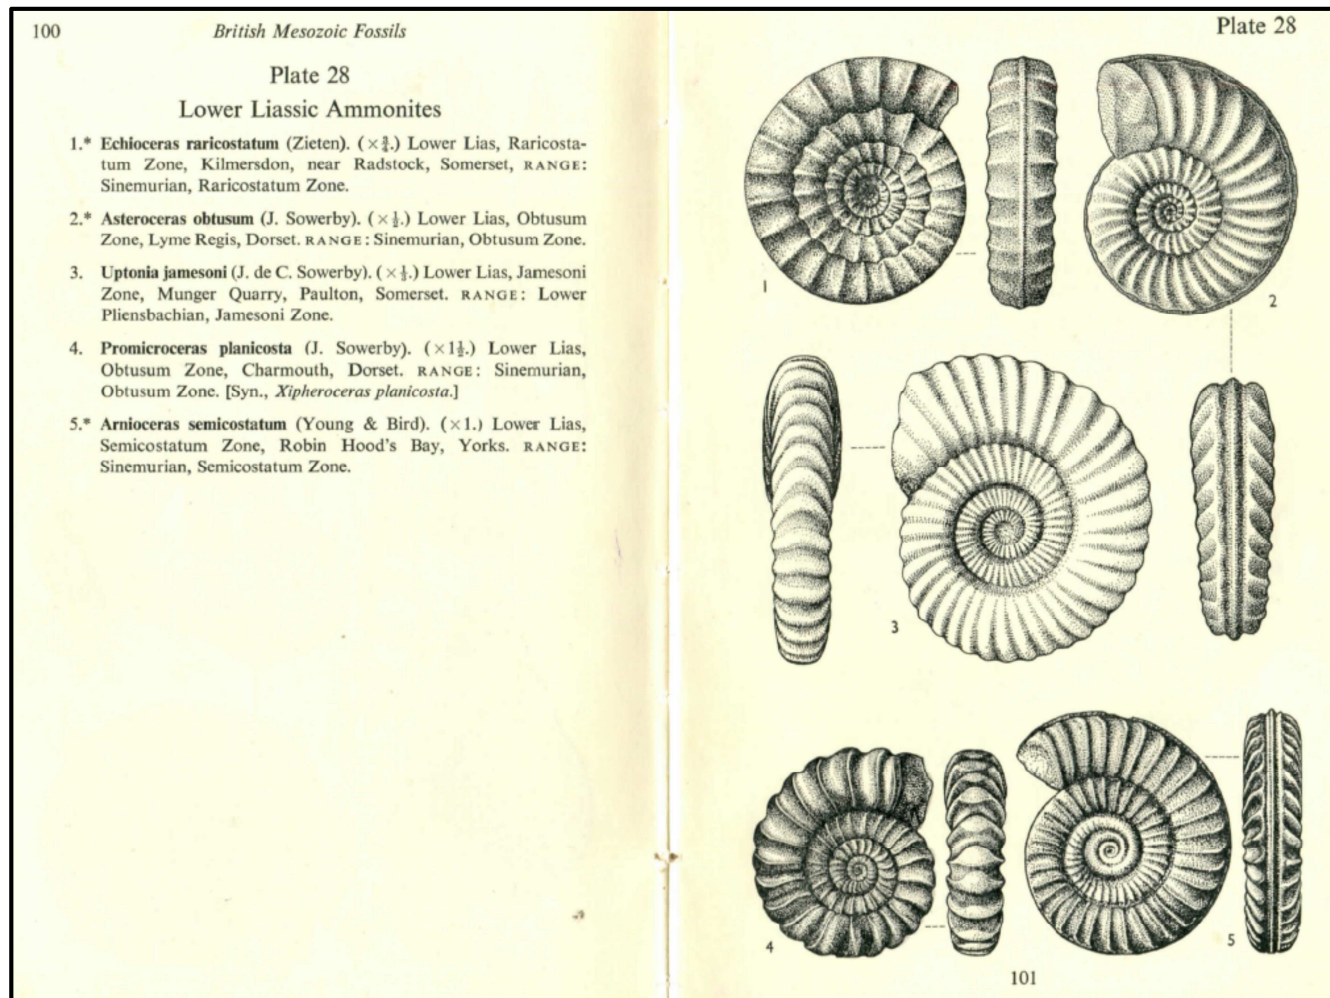 100 British Mesozoic Fossils
Plate 28
Lower Liassic Ammonites
1.* Echioceras raricostatum (Zieten). (×¾.) Lower Lias, Raricosta-
tum Zone, Kilmersdon, near Radstock, Somerset, RANGE:
Sinemurian, Raricostatum Zone.
2.* Asteroceras obtusum (J. Sowerby). (×½.) Lower Lias, Obtusum
Zone, Lyme Regis, Dorset. RANGE: Sinemurian, Obtusum Zone.
3. Uptonia jamesoni (J. de C. Sowerby). (×½.) Lower Lias, Jamesoni
Zone, Munger Quarry, Paulton, Somerset. RANGE: Lower
Pliensbachian, Jamesoni Zone.
4. Promicroceras planicosta (J. Sowerby). (×1½.) Lower Lias,
Obtusum Zone, Charmouth, Dorset. RANGE: Sinemurian,
Obtusum Zone. [Syn., Xipheroceras planicosta.]
5.* Arnioceras semicostatum (Young & Bird). (×1.) Lower Lias,
Semicostatum Zone, Robin Hood's Bay, Yorks. RANGE:
Sinemurian, Semicostatum Zone.
Plate 28
1
2
3
4
5
101